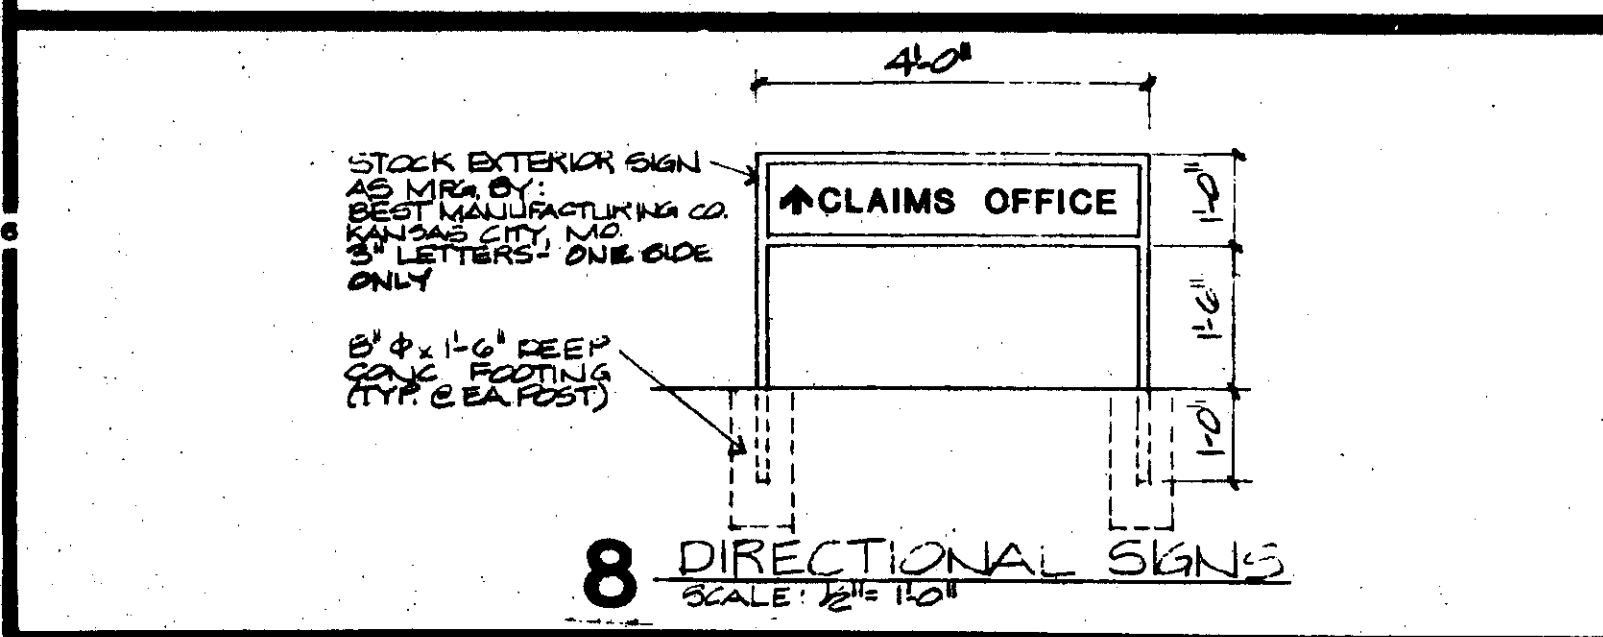 6
4'-0"
STOCK EXTERIOR SIGN
AS MFG. BY:
BEST MANUFACTURING CO.
KANSAS CITY, MO.
3" LETTERS- ONE SIDE
ONLY
↑CLAIMS OFFICE
1'-0"
1'-6"
1'-0"
8" Φ x 1'-6" DEEP
CONC FOOTING
(TYP. @ EA. POST)
8 DIRECTIONAL SIGNS
SCALE: 1/2"= 1'-0"